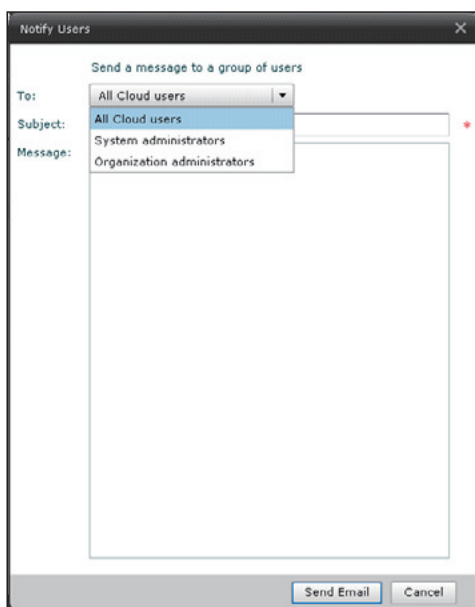 Notify Users
Send a message to a group of users
To: All Cloud users
All Cloud users
Subject: *
System administrators
Message:
Organization administrators
Send Email Cancel